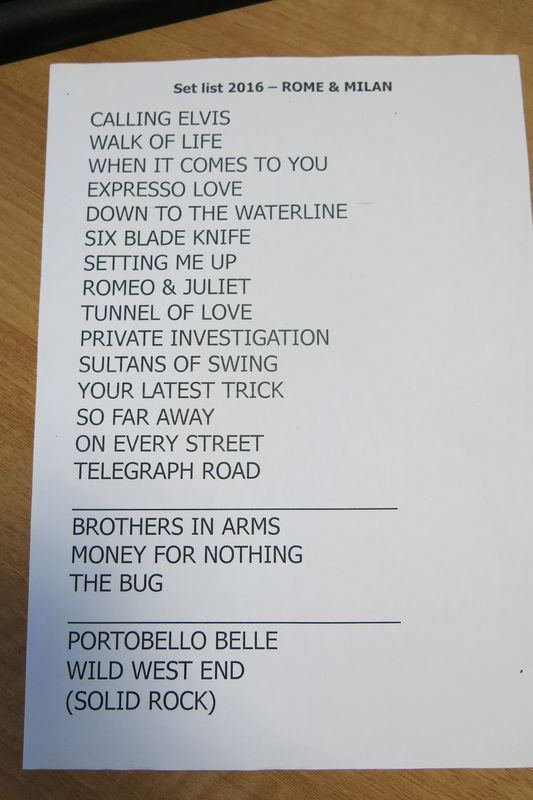 Set list 2016 – ROME & MILAN
CALLING ELVIS
WALK OF LIFE
WHEN IT COMES TO YOU
EXPRESSO LOVE
DOWN TO THE WATERLINE
SIX BLADE KNIFE
SETTING ME UP
ROMEO & JULIET
TUNNEL OF LOVE
PRIVATE INVESTIGATION
SULTANS OF SWING
YOUR LATEST TRICK
SO FAR AWAY
ON EVERY STREET
TELEGRAPH ROAD
BROTHERS IN ARMS
MONEY FOR NOTHING
THE BUG
PORTOBELLO BELLE
WILD WEST END
(SOLID ROCK)